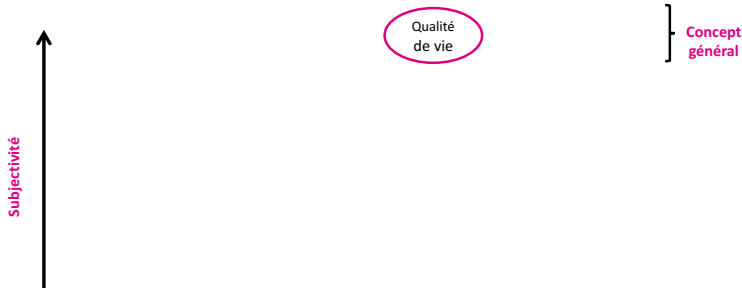 Qualité
de vie
Concept
général
Subjectivité